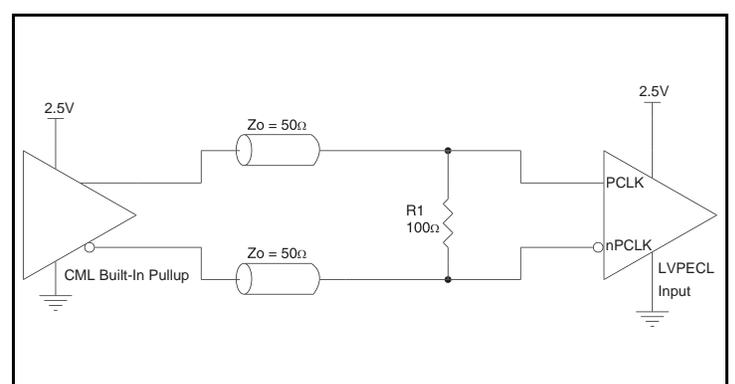 2.5V
2.5V
Zo = 50Ω
PCLK
R1
100Ω
Zo = 50Ω
nPCLK
CML Built-In Pullup
LVPECL
Input